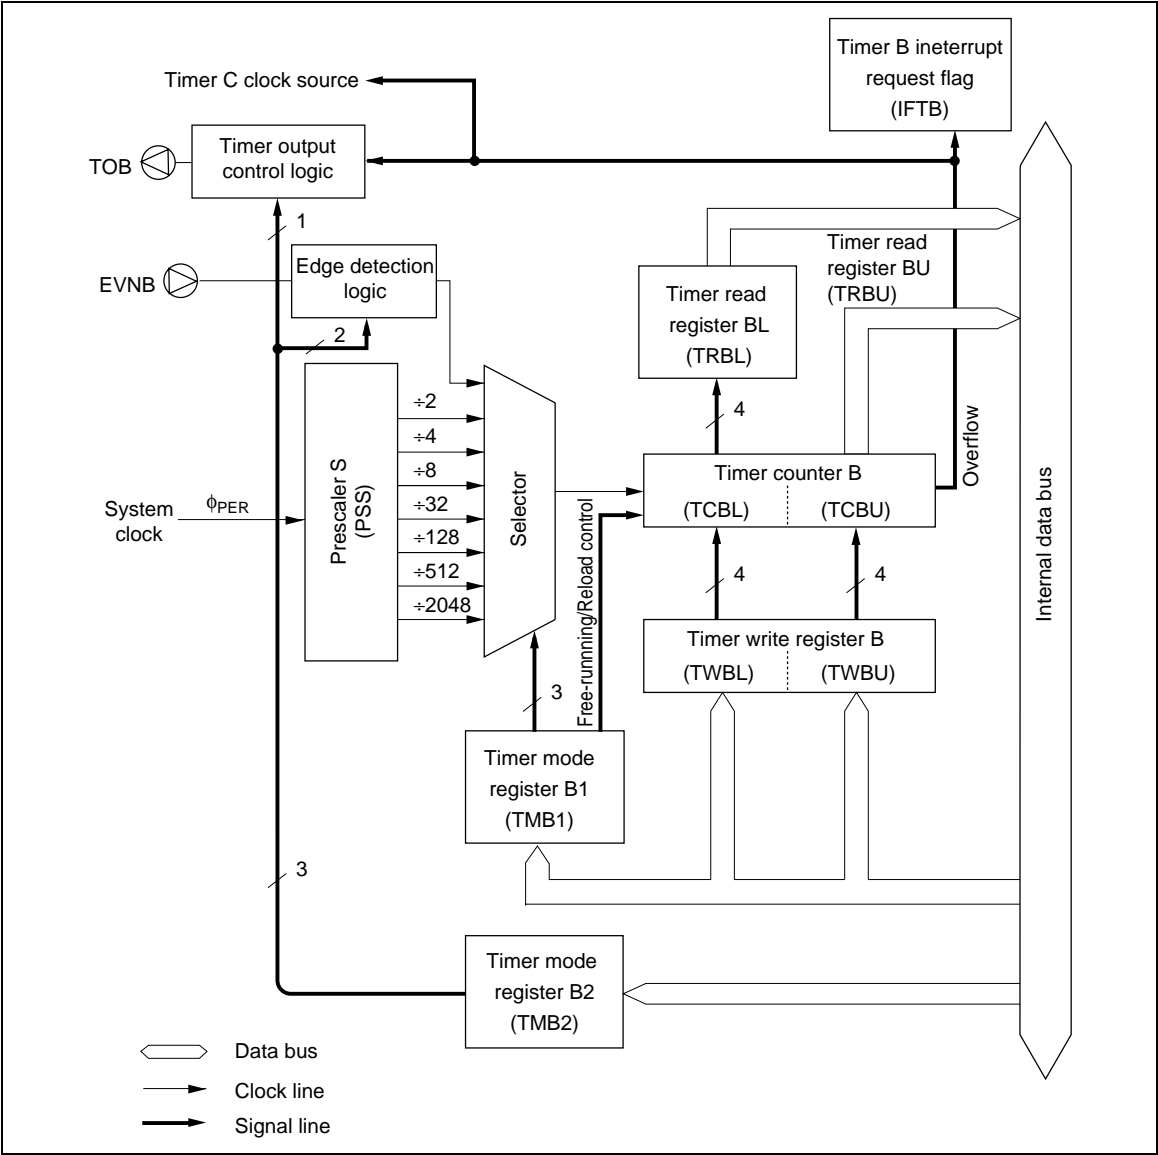 Timer B ineterrupt
request flag
(IFTB)
Timer C clock source
Timer output
control logic
TOB
1
Edge detection
logic
EVNB
2
Timer read
register BU
(TRBU)
Timer read
register BL
(TRBL)
4
÷2
÷4
÷8
÷32
÷128
÷512
÷2048
Prescaler S
(PSS)
System
clock
ϕPER
Selector
Timer counter B
(TCBL)
(TCBU)
Overflow
Internal data bus
Free-runnning/Reload control
4
4
Timer write register B
(TWBL)
(TWBU)
3
Timer mode
register B1
(TMB1)
3
Timer mode
register B2
(TMB2)
Data bus
Clock line
Signal line